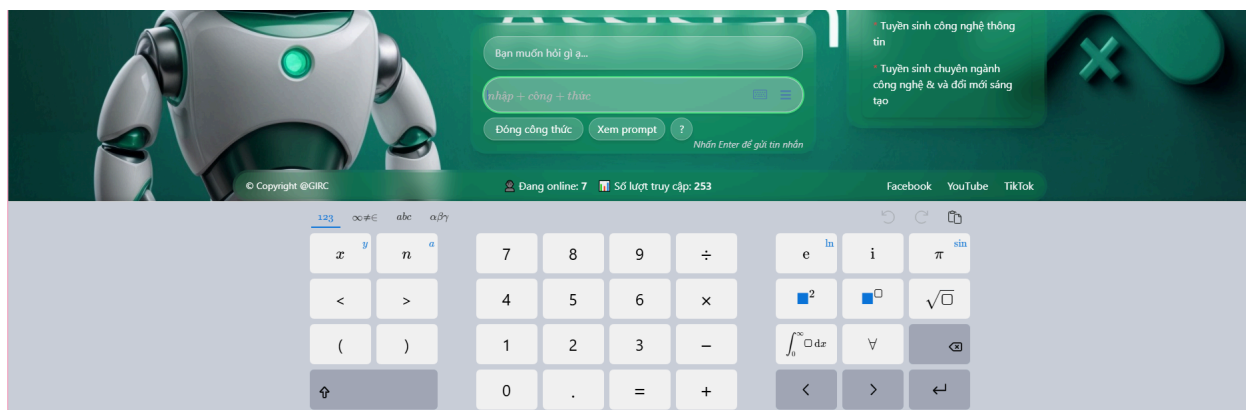 * Tuyền sinh công nghệ thông
tin
* Tuyền sinh chuyên ngành
công nghệ & và đổi mới sáng
tạo
Bạn muốn hỏi gì ạ...
nhập + công + thức
Đóng công thức Xem prompt ?
Nhấn Enter để gửi tin nhắn
© Copyright @GIRC Đang online: 7 Số lượt truy cập: 253 Facebook YouTube TikTok
123 ∞≠∈ abc αβγ
x y n a 7 8 9 ÷ e ln i π sin
< > 4 5 6 × ■² ■^□ √□
( ) 1 2 3 − ∫₀^∞ □ dx ∀
0 . = +